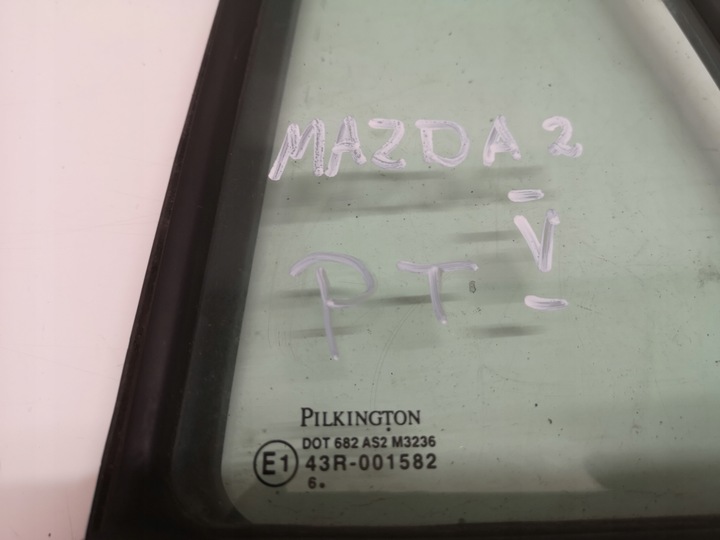 MAZDA 2
V
PT
PILKINGTON
DOT 682 AS2 M3236
E1 43R-001582
6.